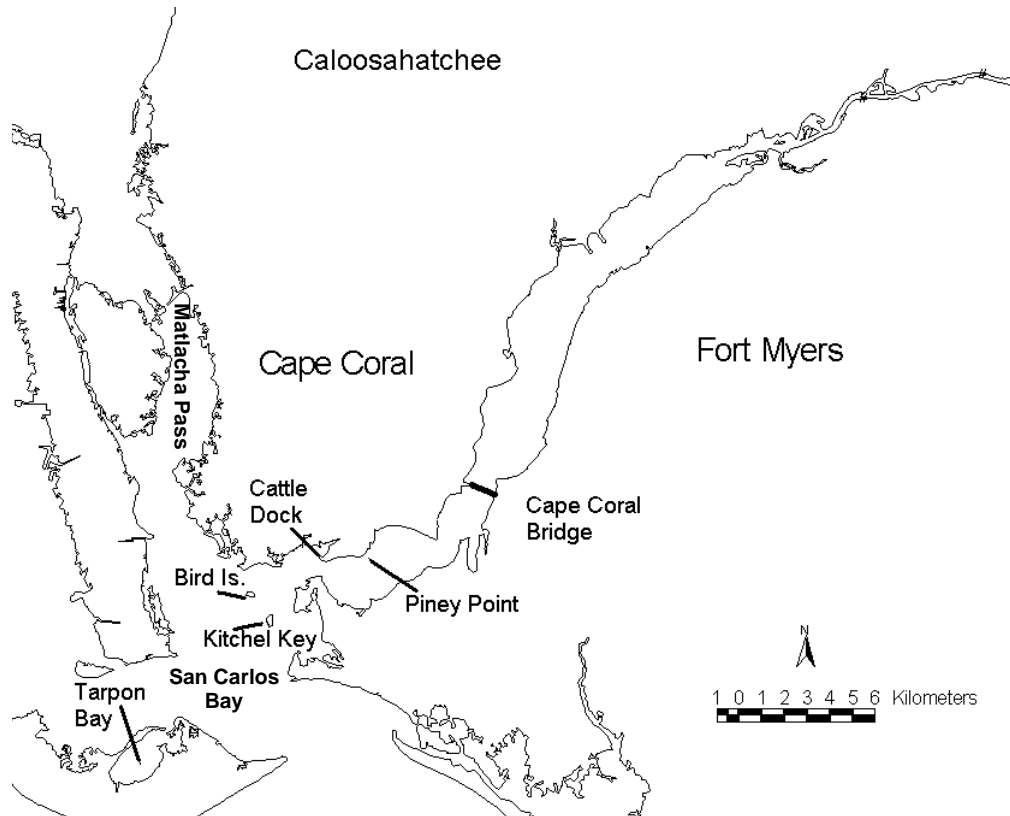 Caloosahatchee
Matlacha Pass
Cape Coral
Fort Myers
Cattle
Dock
Cape Coral
Bridge
Bird Is.
Piney Point
Kitchel Key
San Carlos
Bay
Tarpon
Bay
N
1 0 1 2 3 4 5 6 Kilometers